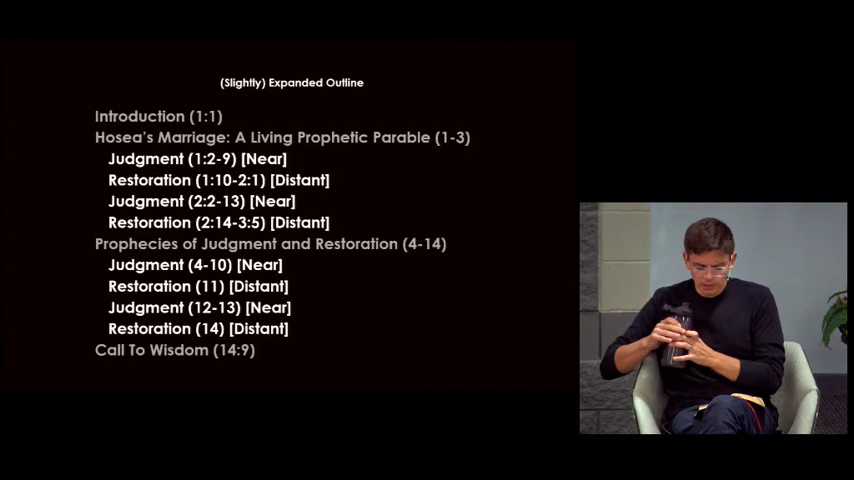 (Slightly) Expanded Outline
Introduction (1:1)
Hosea's Marriage: A Living Prophetic Parable (1-3)
Judgment (1:2-9) [Near]
Restoration (1:10-2:1) [Distant]
Judgment (2:2-13) [Near]
Restoration (2:14-3:5) [Distant]
Prophecies of Judgment and Restoration (4-14)
Judgment (4-10) [Near]
Restoration (11) [Distant]
Judgment (12-13) [Near]
Restoration (14) [Distant]
Call To Wisdom (14:9)